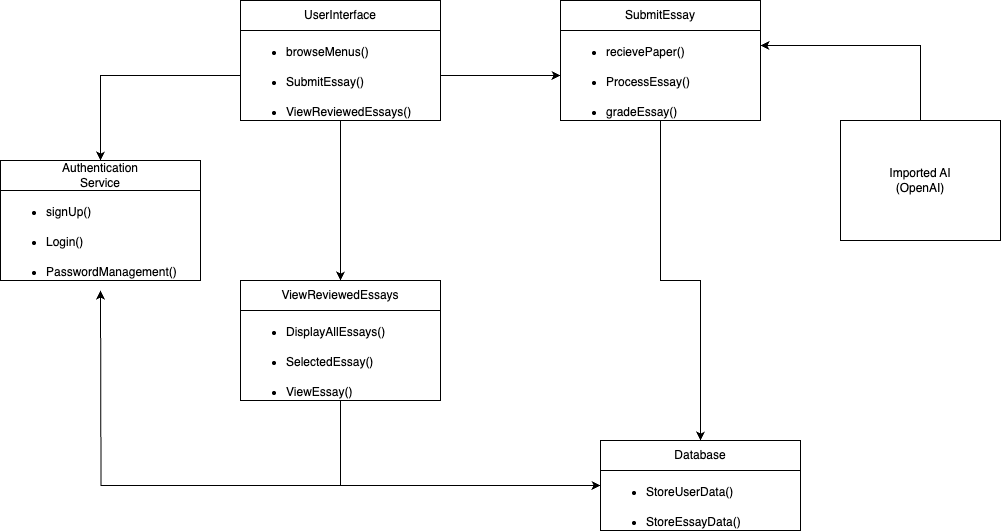 UserInterface
• browseMenus()
• SubmitEssay()
• ViewReviewedEssays()
SubmitEssay
• recievePaper()
• ProcessEssay()
• gradeEssay()
Imported AI
(OpenAI)
Authentication
Service
• signUp()
• Login()
• PasswordManagement()
ViewReviewedEssays
• DisplayAllEssays()
• SelectedEssay()
• ViewEssay()
Database
• StoreUserData()
• StoreEssayData()